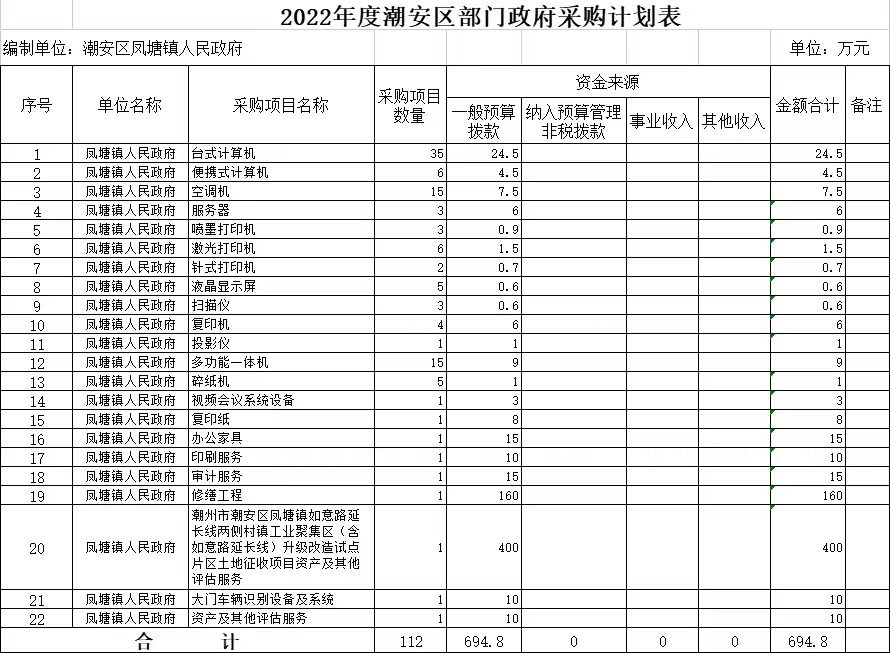 2022年度潮安区部门政府采购计划表
编制单位：潮安区凤塘镇人民政府 单位：万元
序号 单位名称 采购项目名称 采购项目数量 资金来源 金额合计 备注
一般预算拨款 纳入预算管理非税拨款 事业收入 其他收入
1 凤塘镇人民政府 台式计算机 35 24.5 24.5
2 凤塘镇人民政府 便携式计算机 6 4.5 4.5
3 凤塘镇人民政府 空调机 15 7.5 7.5
4 凤塘镇人民政府 服务器 3 6 6
5 凤塘镇人民政府 喷墨打印机 3 0.9 0.9
6 凤塘镇人民政府 激光打印机 6 1.5 1.5
7 凤塘镇人民政府 针式打印机 2 0.7 0.7
8 凤塘镇人民政府 液晶显示屏 5 0.6 0.6
9 凤塘镇人民政府 扫描仪 3 0.6 0.6
10 凤塘镇人民政府 复印机 4 6 6
11 凤塘镇人民政府 投影仪 1 1 1
12 凤塘镇人民政府 多功能一体机 15 9 9
13 凤塘镇人民政府 碎纸机 5 1 1
14 凤塘镇人民政府 视频会议系统设备 1 3 3
15 凤塘镇人民政府 复印纸 1 8 8
16 凤塘镇人民政府 办公家具 1 15 15
17 凤塘镇人民政府 印刷服务 1 10 10
18 凤塘镇人民政府 审计服务 1 15 15
19 凤塘镇人民政府 修缮工程 1 160 160
20 凤塘镇人民政府 潮州市潮安区凤塘镇如意路延
长线两侧村镇工业聚集区（含
如意路延长线）升级改造试点
片区土地征收项目资产及其他
评估服务 1 400 400
21 凤塘镇人民政府 大门车辆识别设备及系统 1 10 10
22 凤塘镇人民政府 资产及其他评估服务 1 10 10
合 计 112 694.8 0 0 0 694.8